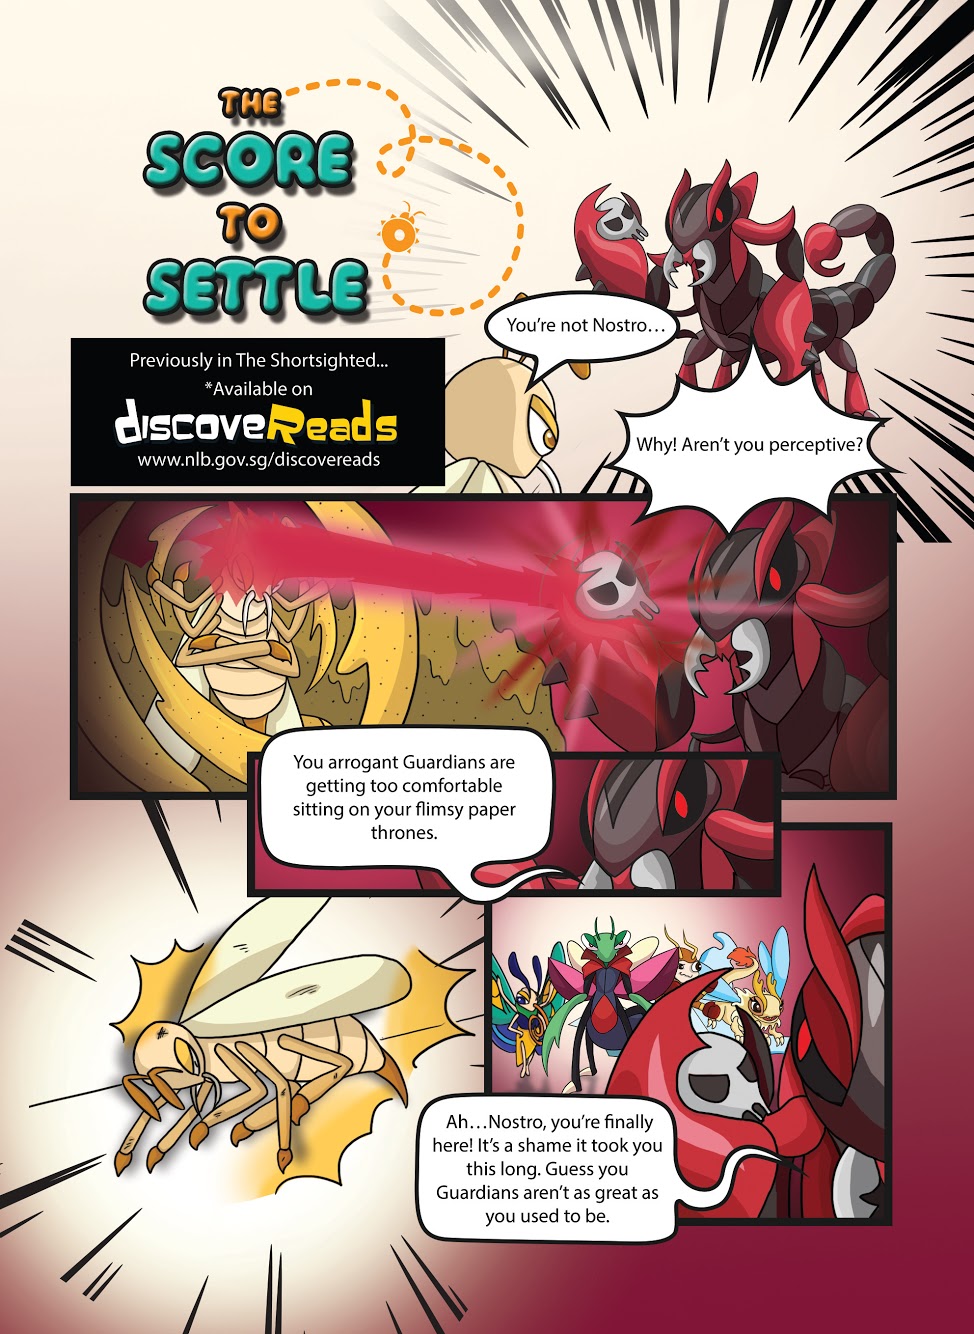 THE
SCORE
TO
SETTLE
Previously in The Shortsighted...
*Available on
discoveReads
www.nlb.gov.sg/discovereads
You're not Nostro...
Why! Aren't you perceptive?
You arrogant Guardians are
getting too comfortable
sitting on your flimsy paper
thrones.
Ah...Nostro, you're finally
here! It's a shame it took you
this long. Guess you
Guardians aren't as great as
you used to be.